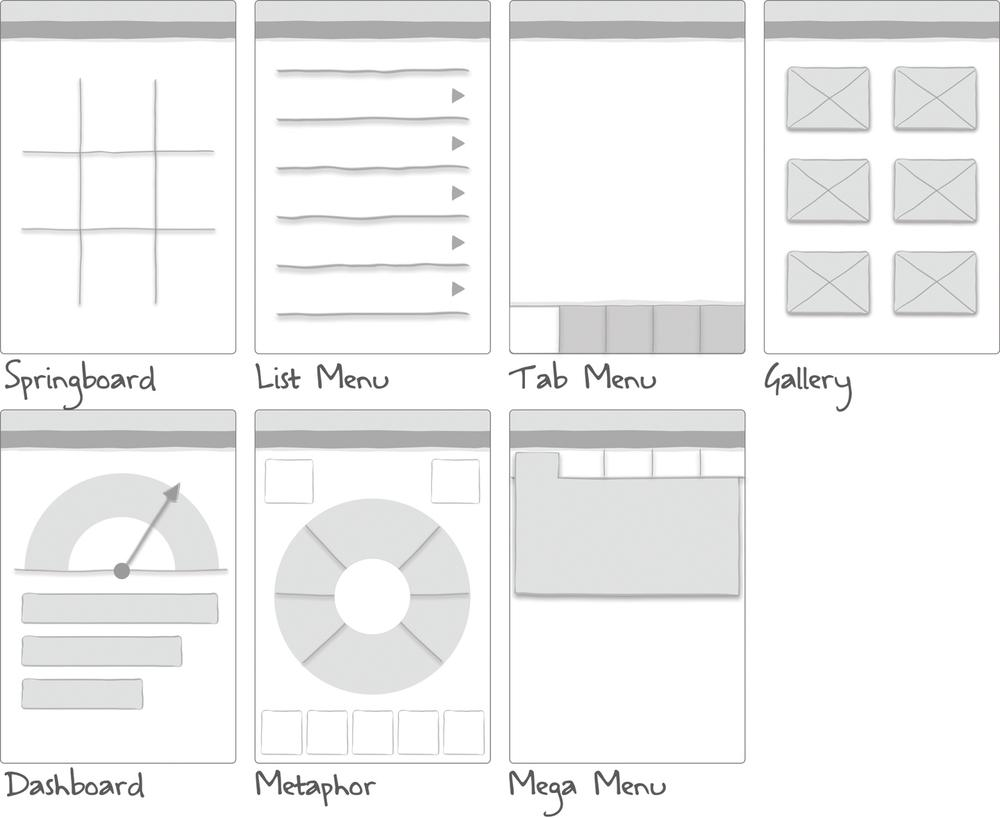 Springboard
List Menu
Tab Menu
Gallery
Dashboard
Metaphor
Mega Menu